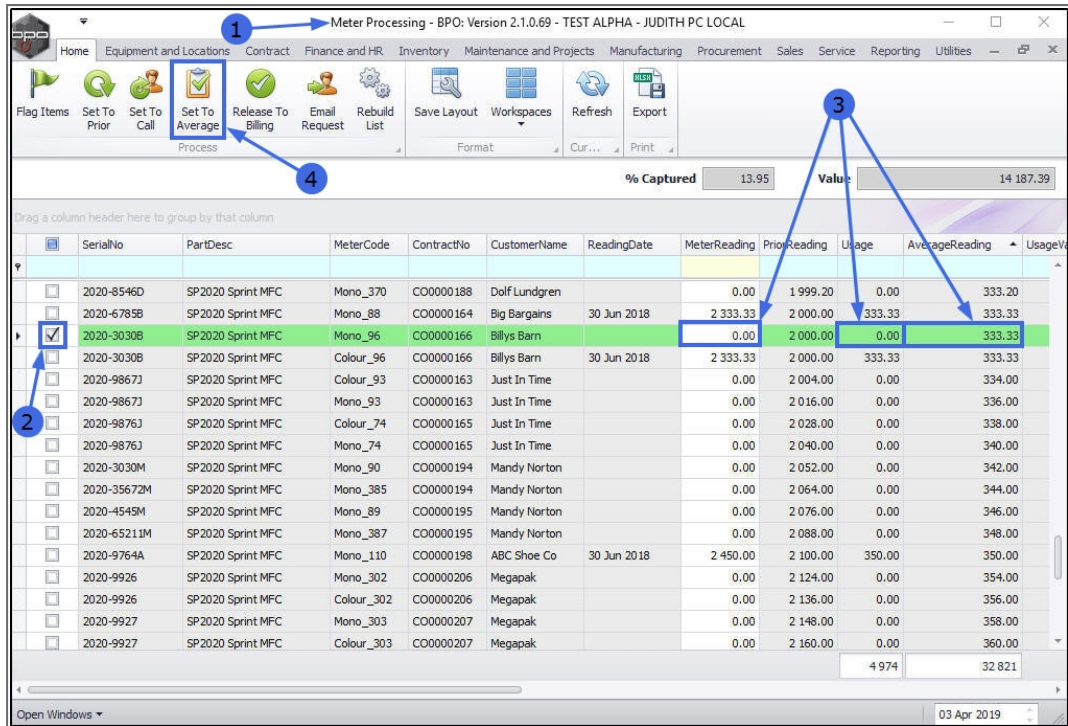 1
Meter Processing - BPO: Version 2.1.0.69 - TEST ALPHA - JUDITH PC LOCAL
bpo
Home Equipment and Locations Contract Finance and HR Inventory Maintenance and Projects Manufacturing Procurement Sales Service Reporting Utilities
Flag Items Set To Prior Set To Call Set To Average Release To Billing Email Request Rebuild List Save Layout Workspaces Refresh Export
Process Format Cur... Print
3
4
% Captured 13.95 Value 14 187.39
Drag a column header here to group by that column
SerialNo PartDesc MeterCode ContractNo CustomerName ReadingDate MeterReading PriorReading Usage AverageReading UsageVa
2020-8546D SP2020 Sprint MFC Mono_370 CO0000188 Dolf Lundgren 0.00 1 999.20 0.00 333.20
2020-6785B SP2020 Sprint MFC Mono_88 CO0000164 Big Bargains 30 Jun 2018 2 333.33 2 000.00 333.33 333.33
2020-3030B SP2020 Sprint MFC Mono_96 CO0000166 Billys Barn 0.00 2 000.00 0.00 333.33
2020-3030B SP2020 Sprint MFC Colour_96 CO0000166 Billys Barn 30 Jun 2018 2 333.33 2 000.00 333.33 333.33
2020-9867J SP2020 Sprint MFC Colour_93 CO0000163 Just In Time 0.00 2 004.00 0.00 334.00
2020-9867J SP2020 Sprint MFC Mono_93 CO0000163 Just In Time 0.00 2 016.00 0.00 336.00
2
2020-9876J SP2020 Sprint MFC Colour_74 CO0000165 Just In Time 0.00 2 028.00 0.00 338.00
2020-9876J SP2020 Sprint MFC Mono_74 CO0000165 Just In Time 0.00 2 040.00 0.00 340.00
2020-3030M SP2020 Sprint MFC Mono_90 CO0000194 Mandy Norton 0.00 2 052.00 0.00 342.00
2020-35672M SP2020 Sprint MFC Mono_385 CO0000194 Mandy Norton 0.00 2 064.00 0.00 344.00
2020-4545M SP2020 Sprint MFC Mono_89 CO0000195 Mandy Norton 0.00 2 076.00 0.00 346.00
2020-65211M SP2020 Sprint MFC Mono_387 CO0000195 Mandy Norton 0.00 2 088.00 0.00 348.00
2020-9764A SP2020 Sprint MFC Mono_110 CO0000198 ABC Shoe Co 30 Jun 2018 2 450.00 2 100.00 350.00 350.00
2020-9926 SP2020 Sprint MFC Mono_302 CO0000206 Megapak 0.00 2 124.00 0.00 354.00
2020-9926 SP2020 Sprint MFC Colour_302 CO0000206 Megapak 0.00 2 136.00 0.00 356.00
2020-9927 SP2020 Sprint MFC Mono_303 CO0000207 Megapak 0.00 2 148.00 0.00 358.00
2020-9927 SP2020 Sprint MFC Colour_303 CO0000207 Megapak 0.00 2 160.00 0.00 360.00
4 974 32 821
Open Windows 03 Apr 2019